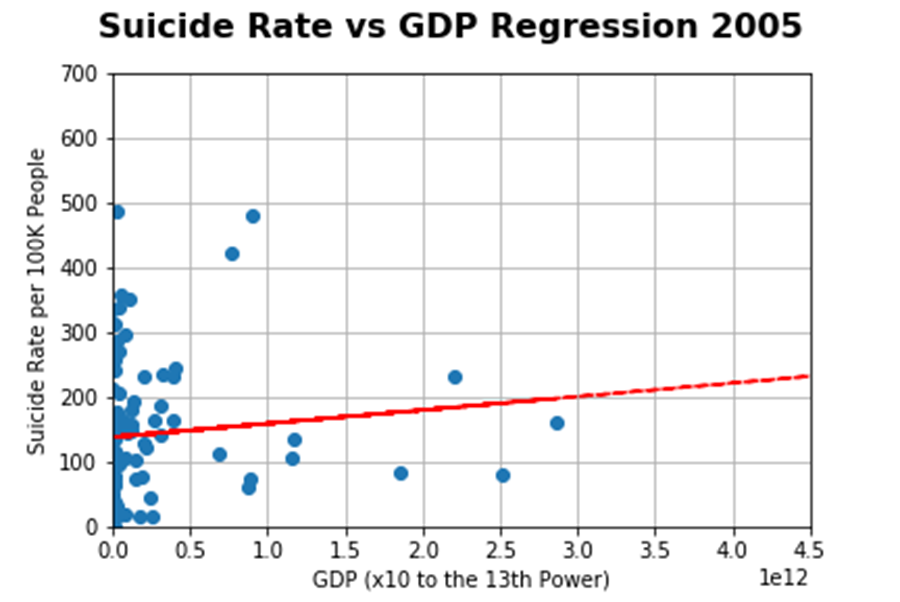 Suicide Rate vs GDP Regression 2005
700
600
500
400
300
200
100
0
Suicide Rate per 100K People
0.0 0.5 1.0 1.5 2.0 2.5 3.0 3.5 4.0 4.5
GDP (x10 to the 13th Power)
1e12